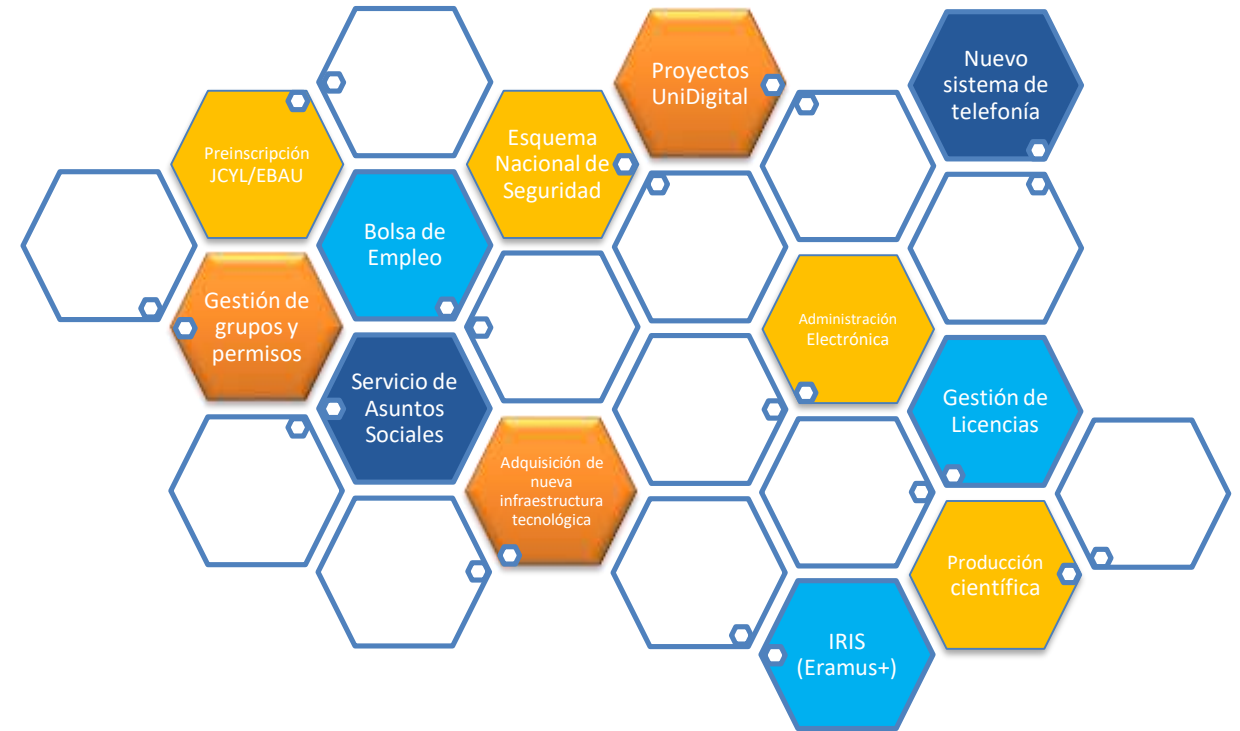 Proyectos
UniDigital
Nuevo
sistema de
telefonía
Preinscripción
JCYL/EBAU
Esquema
Nacional de
Seguridad
Bolsa de
Empleo
Gestión de
grupos y
permisos
Administración
Electrónica
Servicio de
Asuntos
Sociales
Gestión de
Licencias
Adquisición de
nueva
infraestructura
tecnológica
Producción
científica
IRIS
(Eramus+)